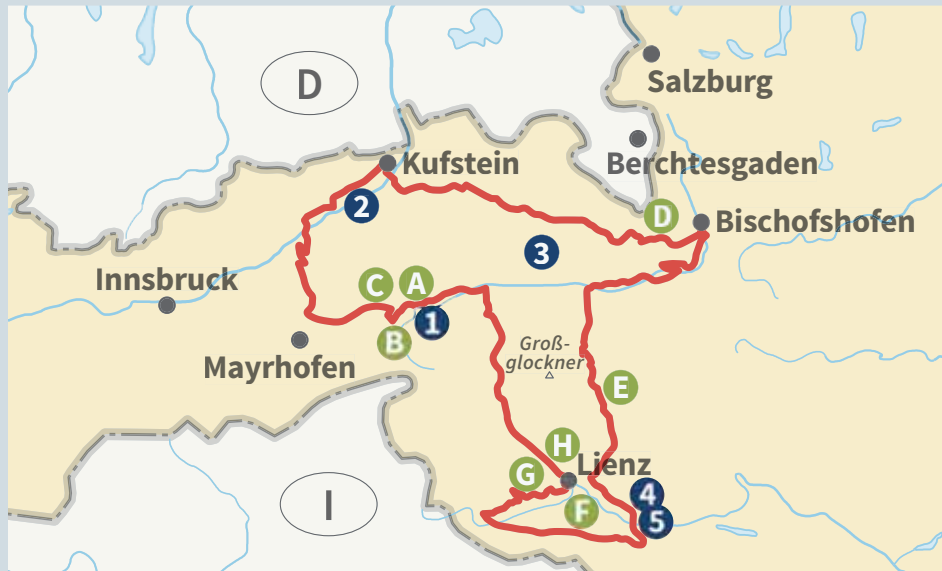 D
Salzburg
Berchtesgaden
Kufstein
2
D
Bischofshofen
3
Innsbruck
C
A
1
B
Mayrhofen
Groß-
glockner
E
H
Lienz
G
4
F
5
I